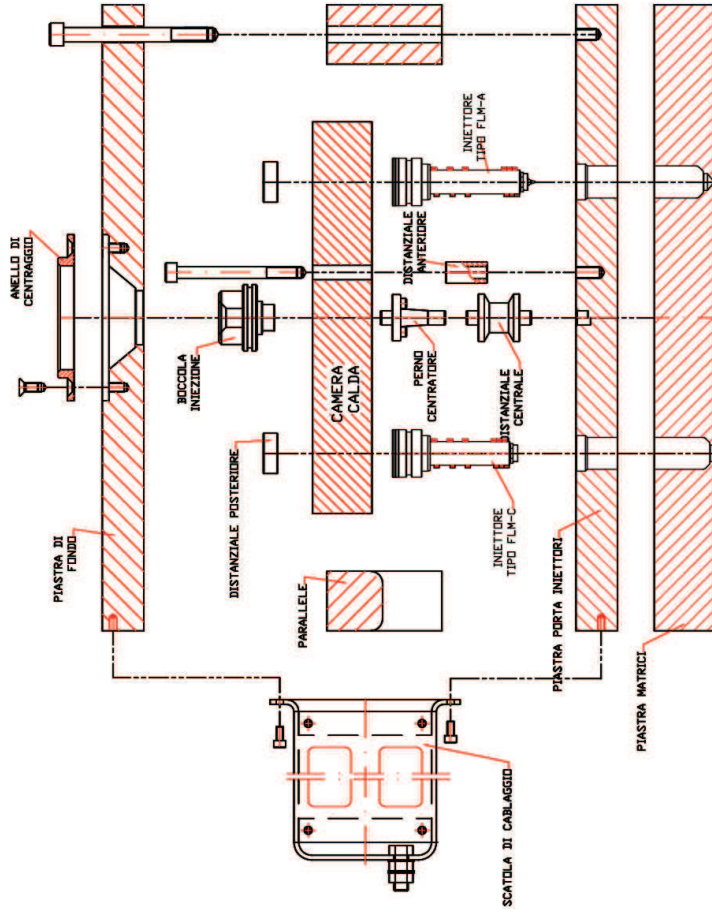 ANELLO DI
CENTRAGGIO
PIASTRA DI
FONDO
BOCCOLA
INIEZIONE
DISTANZIALE POSTERIORE
CAMERA
CALDA
PARALLELE
INIETTORE
TIPO FLM-A
DISTANZIALE
ANTERIORE
PERNO
CENTRATORE
DISTANZIALE
CENTRALE
INIETTORE
TIPO FLM-C
PIASTRA PORTA INIETTORI
PIASTRA MATRICI
SCATOLA DI CABLAGGIO